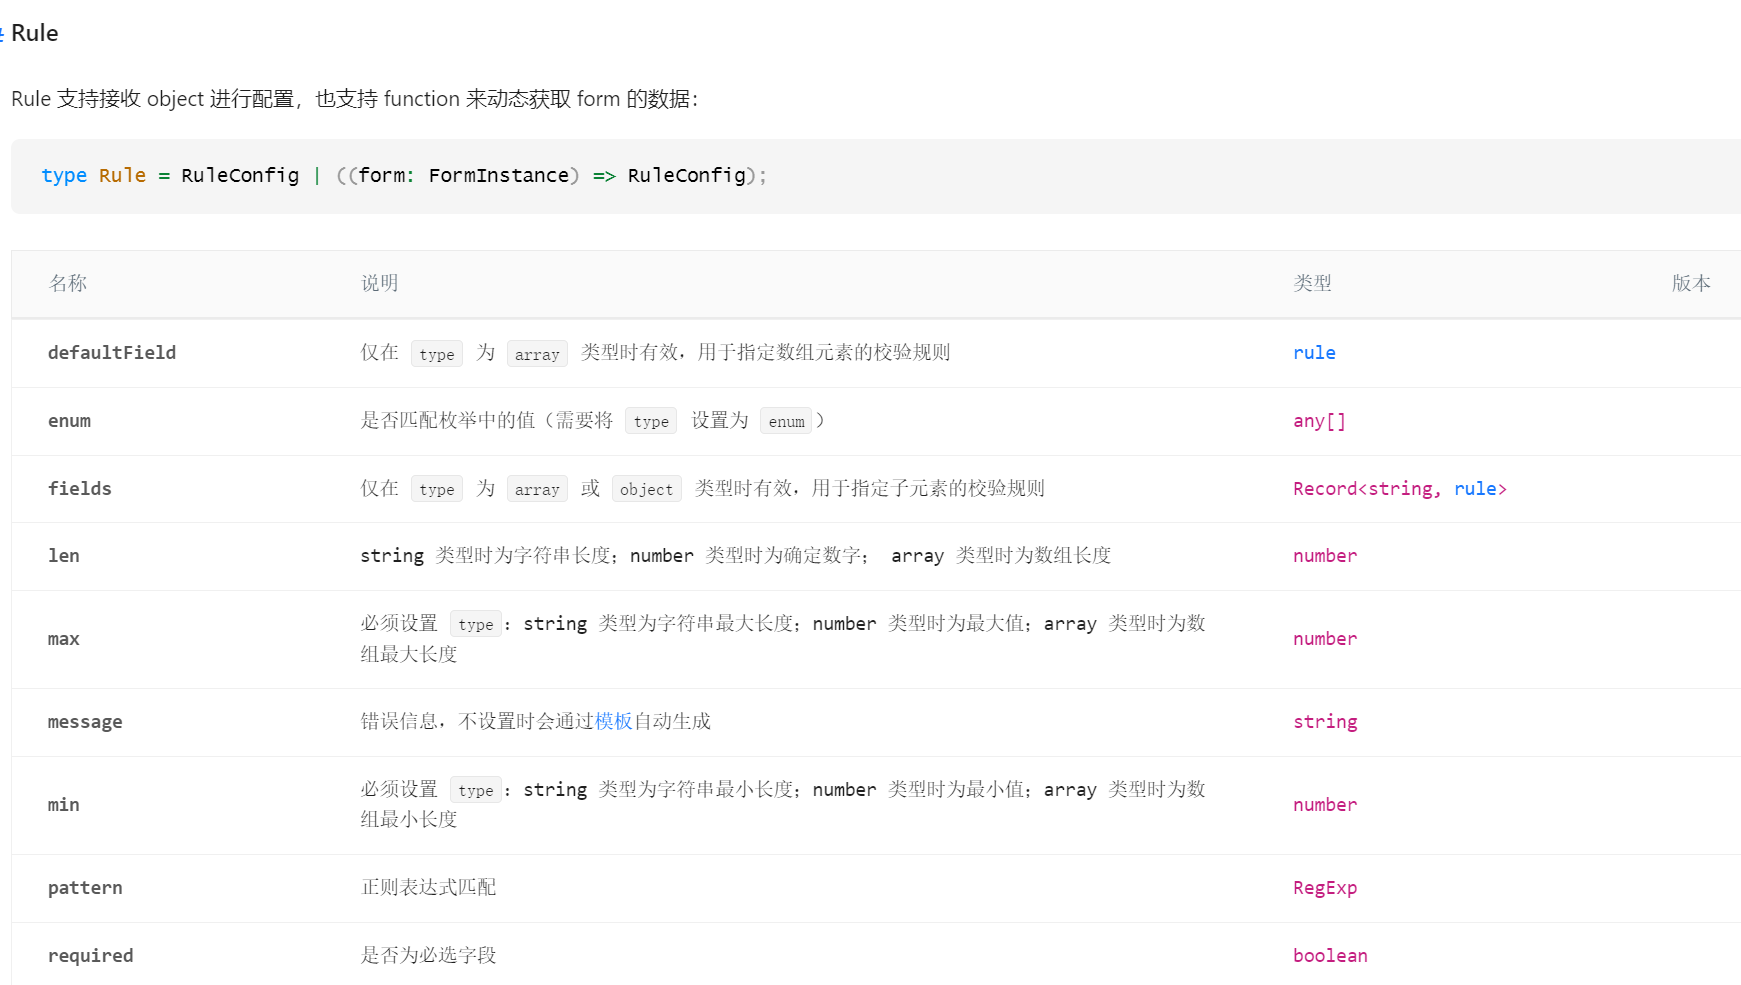 # Rule
Rule 支持接收 object 进行配置，也支持 function 来动态获取 form 的数据：
type Rule = RuleConfig | ((form: FormInstance) => RuleConfig);
名称 说明 类型 版本
defaultField 仅在 type 为 array 类型时有效，用于指定数组元素的校验规则 rule
enum 是否匹配枚举中的值（需要将 type 设置为 enum） any[]
fields 仅在 type 为 array 或 object 类型时有效，用于指定子元素的校验规则 Record<string, rule>
len string 类型时为字符串长度；number 类型时为确定数字； array 类型时为数组长度 number
max 必须设置 type：string 类型为字符串最大长度；number 类型时为最大值；array 类型时为数
组最大长度 number
message 错误信息，不设置时会通过模板自动生成 string
min 必须设置 type：string 类型为字符串最小长度；number 类型时为最小值；array 类型时为数
组最小长度 number
pattern 正则表达式匹配 RegExp
required 是否为必选字段 boolean